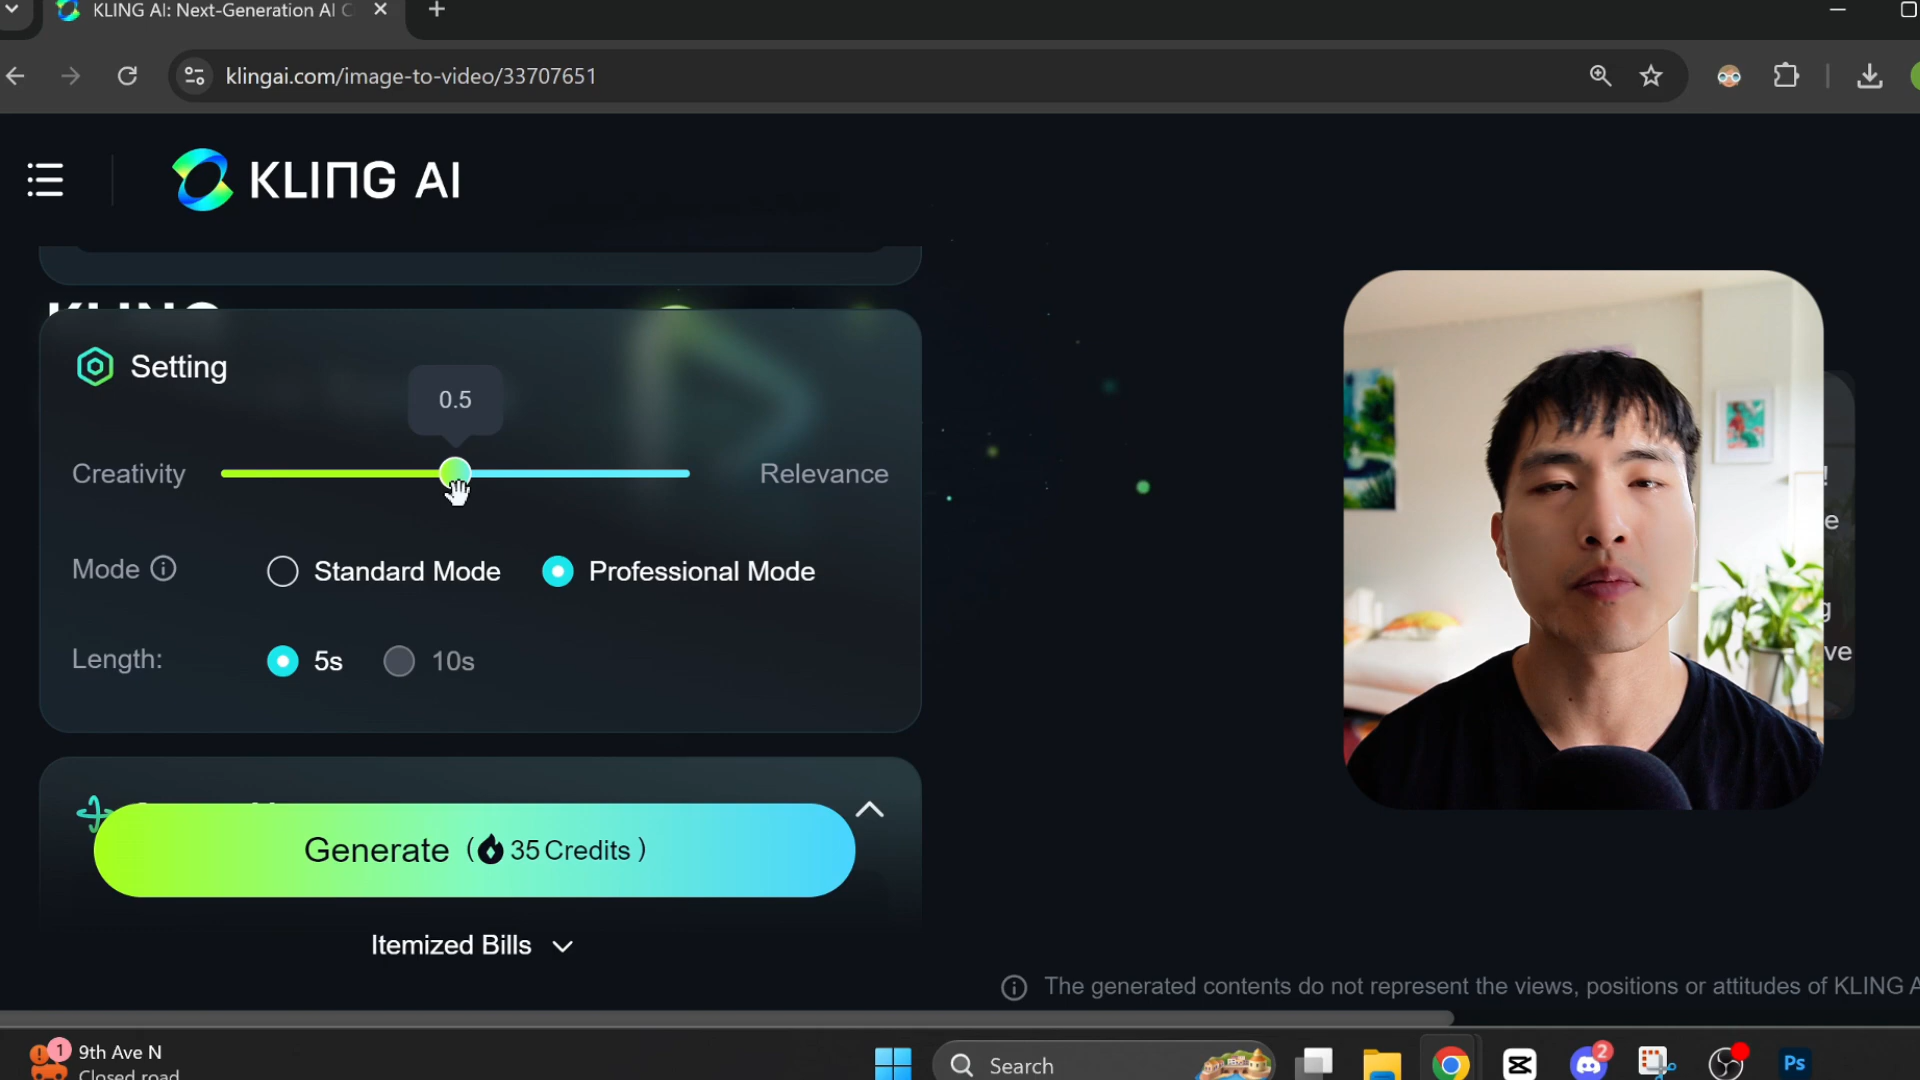 KLING AI: Next-Generation AI C
klingai.com/image-to-video/33707651
KLING AI
Setting
0.5
Creativity
Relevance
Mode
Standard Mode
Professional Mode
Length:
5s
10s
Generate (35 Credits)
Itemized Bills
The generated contents do not represent the views, positions or attitudes of KLING A
1
9th Ave N
Closed road
Search
2
Ps